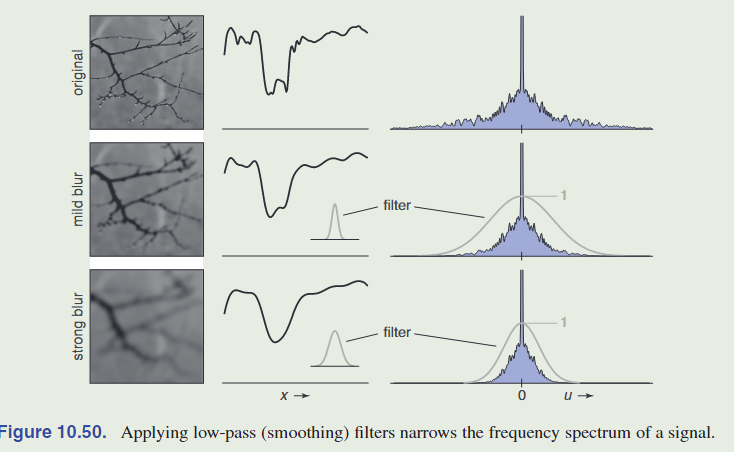 original
mild blur
filter
1
strong blur
filter
1
x →
0
u →
Figure 10.50. Applying low-pass (smoothing) filters narrows the frequency spectrum of a signal.